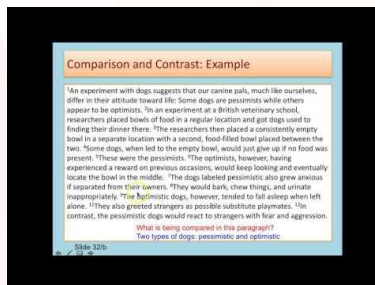 Comparison and Contrast: Example
¹An experiment with dogs suggests that our canine pals, much like ourselves,
differ in their attitude toward life: Some dogs are pessimists while others
appear to be optimists. ²In an experiment at a British veterinary school,
researchers placed bowls of food in a regular location and got dogs used to
finding their dinner there. ³The researchers then placed a consistently empty
bowl in a separate location with a second, food-filled bowl placed between the
two. ⁴Some dogs, when led to the empty bowl, would just give up if no food was
present. ⁵These were the pessimists. ⁶The optimists, however, having
experienced a reward on previous occasions, would keep looking and eventually
locate the bowl in the middle. ⁷The dogs labeled pessimistic also grew anxious
if separated from their owners. ⁸They would bark, chew things, and urinate
inappropriately. ⁹The optimistic dogs, however, tended to fall asleep when left
alone. ¹¹They also greeted strangers as possible substitute playmates. ¹²In
contrast, the pessimistic dogs would react to strangers with fear and aggression.
What is being compared in this paragraph?
Two types of dogs: pessimistic and optimistic
Slide 32/b